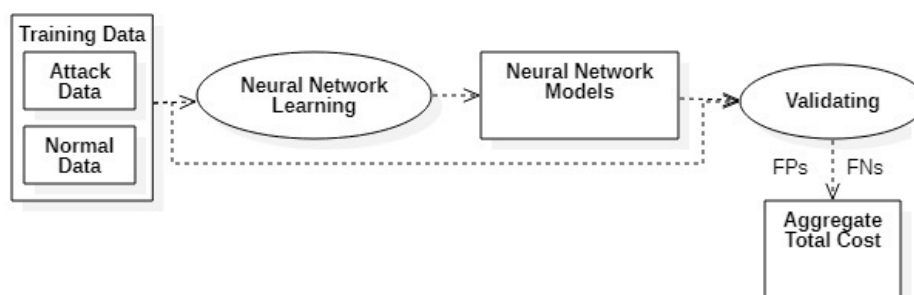 Training Data
Attack
Data
Normal
Data
Neural Network
Learning
Neural Network
Models
Validating
FPs
FNs
Aggregate
Total Cost